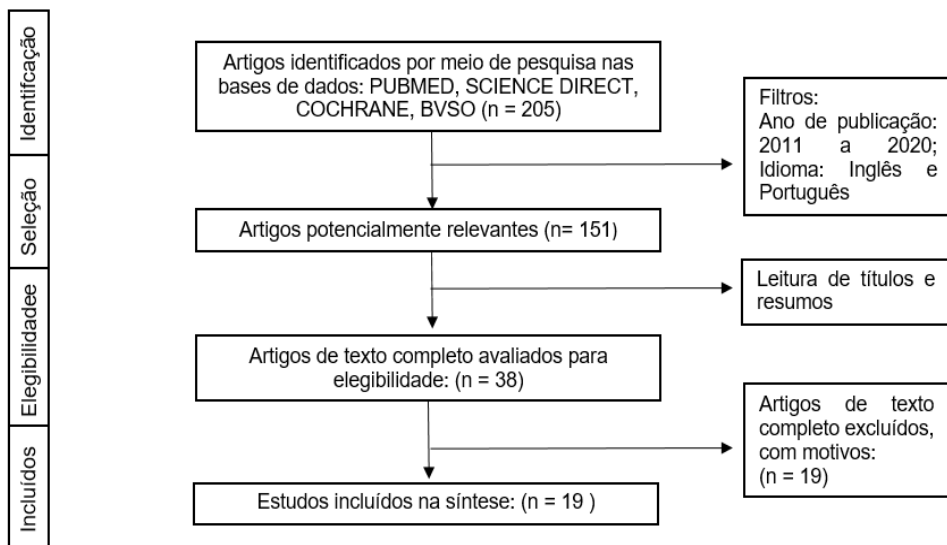 Identifcação
Artigos identificados por meio de pesquisa nas
bases de dados: PUBMED, SCIENCE DIRECT,
COCHRANE, BVSO (n = 205)
Filtros:
Ano de publicação:
2011 a 2020;
Idioma: Inglês e
Português
Seleção
Artigos potencialmente relevantes (n= 151)
Leitura de títulos e
resumos
Elegibilidadee
Artigos de texto completo avaliados para
elegibilidade: (n = 38)
Artigos de texto
completo excluídos,
com motivos:
(n = 19)
Incluídos
Estudos incluídos na síntese: (n = 19 )